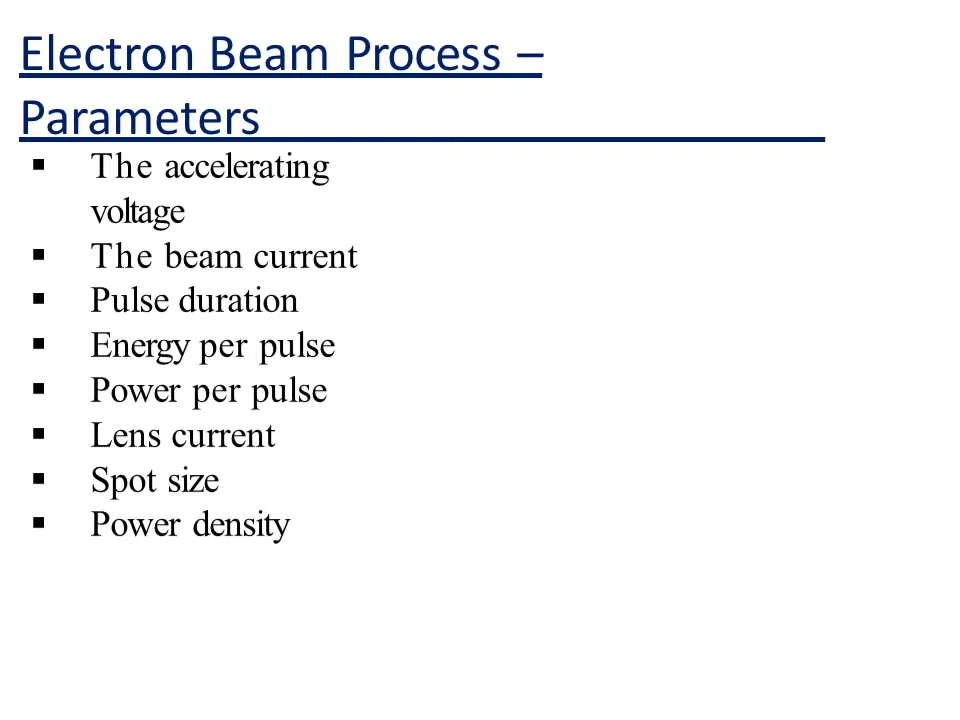 Electron Beam Process –
Parameters
▪ The accelerating
voltage
▪ The beam current
▪ Pulse duration
▪ Energy per pulse
▪ Power per pulse
▪ Lens current
▪ Spot size
▪ Power density